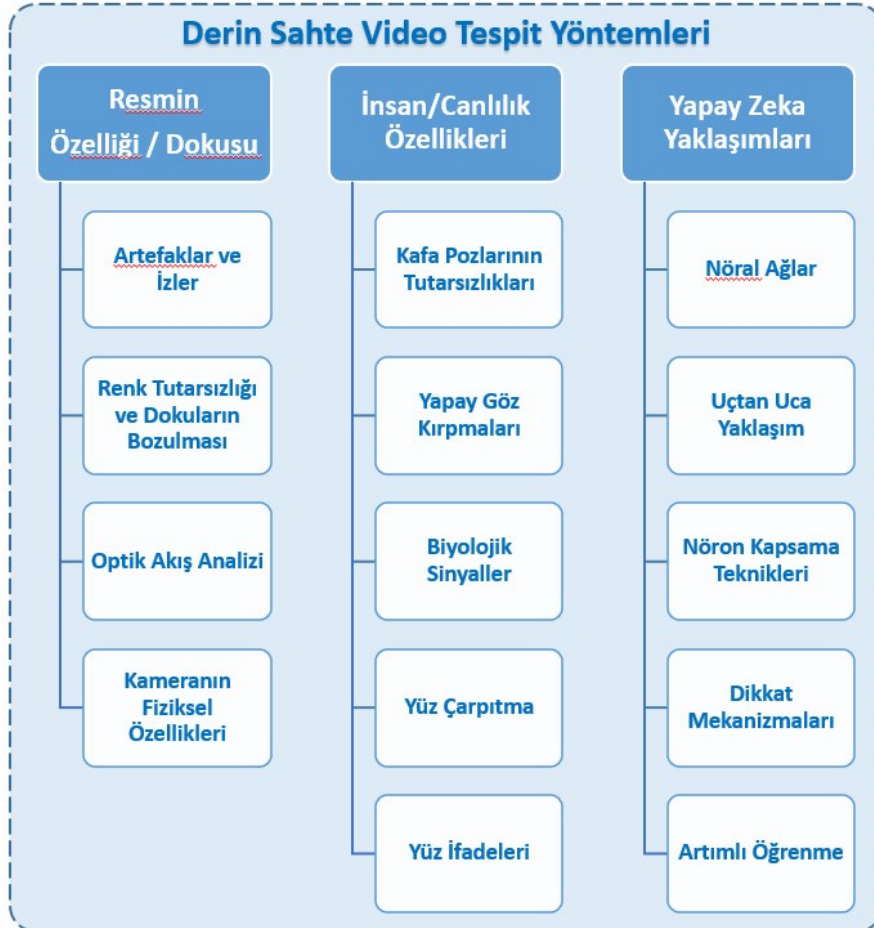 Derin Sahte Video Tespit Yöntemleri
Resmin
Özelliği / Dokusu
Artefaklar ve
İzler
Renk Tutarsızlığı
ve Dokuların
Bozulması
Optik Akış Analizi
Kameranın
Fiziksel
Özellikleri
İnsan/Canlılık
Özellikleri
Kafa Pozlarının
Tutarsızlıkları
Yapay Göz
Kırpmaları
Biyolojik
Sinyaller
Yüz Çarpıtma
Yüz İfadeleri
Yapay Zeka
Yaklaşımları
Nöral Ağlar
Uçtan Uca
Yaklaşım
Nöron Kapsama
Teknikleri
Dikkat
Mekanizmaları
Artımlı Öğrenme